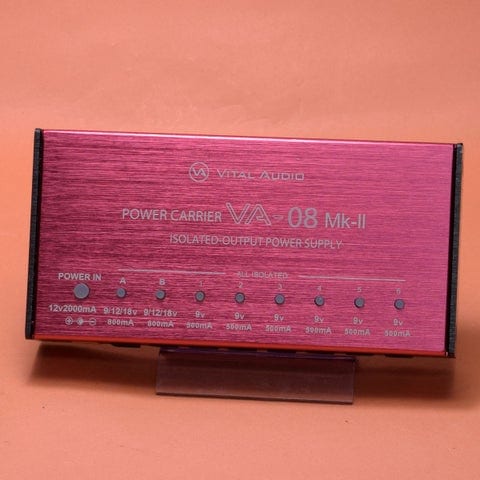 VA VITAL AUDIO
POWER CARRIER VA-08 Mk-II
ISOLATED-OUTPUT POWER SUPPLY
ALL ISOLATED
POWER IN A B 1 2 3 4 5 6
12v2000mA 9/12/18v 9/12/18v 9v 9v 9v 9v 9v 9v
800mA 800mA 500mA 500mA 500mA 500mA 500mA 500mA